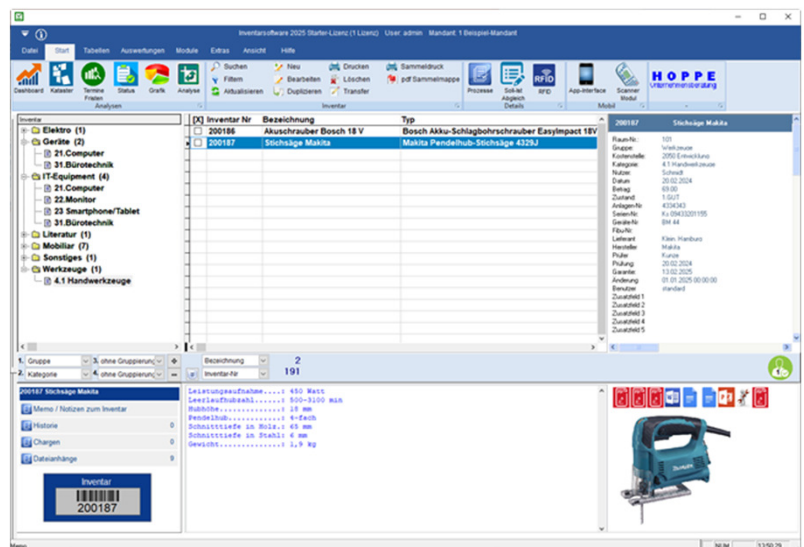 Inventarsoftware 2025 Starter-Lizenz (1 Lizenz) User: admin Mandant: 1 Beispiel-Mandant
Datei Start Tabellen Auswertungen Module Extras Ansicht Hilfe
Suchen Neu Drucken Sammeldruck
Filtern Bearbeiten Löschen pdf Sammelmappe
Aktualisieren Duplizieren Transfer
Dashboard Kataster Termine Fristen Status Grafik Analyse
Prozesse Soll-Ist Abgleich RFID App-Interface Scanner Modul
HOPPE
Unternehmensberatung
Analysen Inventar Details Mobil
Inventar
Elektro (1)
Geräte (2)
21.Computer
31.Bürotechnik
IT-Equipment (4)
21.Computer
22.Monitor
23 Smartphone/Tablet
31.Bürotechnik
Literatur (1)
Mobiliar (7)
Sonstiges (1)
Werkzeuge (1)
4.1 Handwerkzeuge
[X] Inventar Nr Bezeichnung Typ
200186 Akuschrauber Bosch 18 V Bosch Akku-Schlagbohrschrauber EasyImpact 18V
200187 Stichsäge Makita Makita Pendelhub-Stichsäge 4329J
200187 Stichsäge Makita
Raum-Nr.: 101
Gruppe: Werkzeuge
Kostenstelle: 2050 Entwicklung
Kategorie: 4.1 Handwerkzeuge
Nutzer: Schmidt
Datum: 20.02.2024
Betrag: 69.00
Zustand: 1.GUT
Anlagen-Nr: 4334343
Serien-Nr.: Kx 09433201155
Geräte-Nr: BM 44
Fibu-Nr.:
Lieferant: Klein. Hamburg
Hersteller: Makita
Prüfer: Kunze
Prüfung: 20.02.2024
Garantie: 13.02.2025
Änderung: 01.01.2025 00:00:00
Benutzer: standard
Zusatzfeld 1
Zusatzfeld 2
Zusatzfeld 3
Zusatzfeld 4
Zusatzfeld 5
1. Gruppe 3. ohne Gruppierung Bezeichnung 2
2. Kategorie 4. ohne Gruppierung Inventar-Nr 191
200187 Stichsäge Makita
Memo / Notizen zum Inventar
Historie 0
Chargen 0
Dateianhänge 9
Inventar
200187
Leistungsaufnahme....: 450 Watt
Leerlaufhubzahl.....: 500-3100 min
Hubhöhe.............: 18 mm
Pendelhub...........: 4-fach
Schnitttiefe in Holz.: 65 mm
Schnitttiefe in Stahl: 6 mm
Gewicht.............: 1,9 kg
Makita
Memo NUM 13:50:29